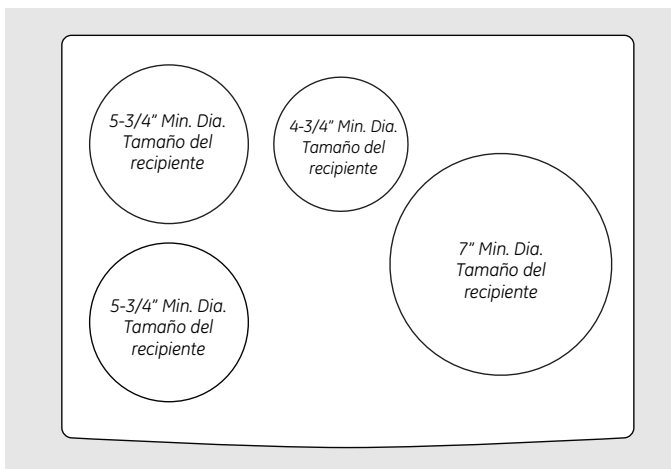 5-3/4" Min. Dia.
Tamaño del
recipiente
4-3/4" Min. Dia.
Tamaño del
recipiente
7" Min. Dia.
Tamaño del
recipiente
5-3/4" Min. Dia.
Tamaño del
recipiente